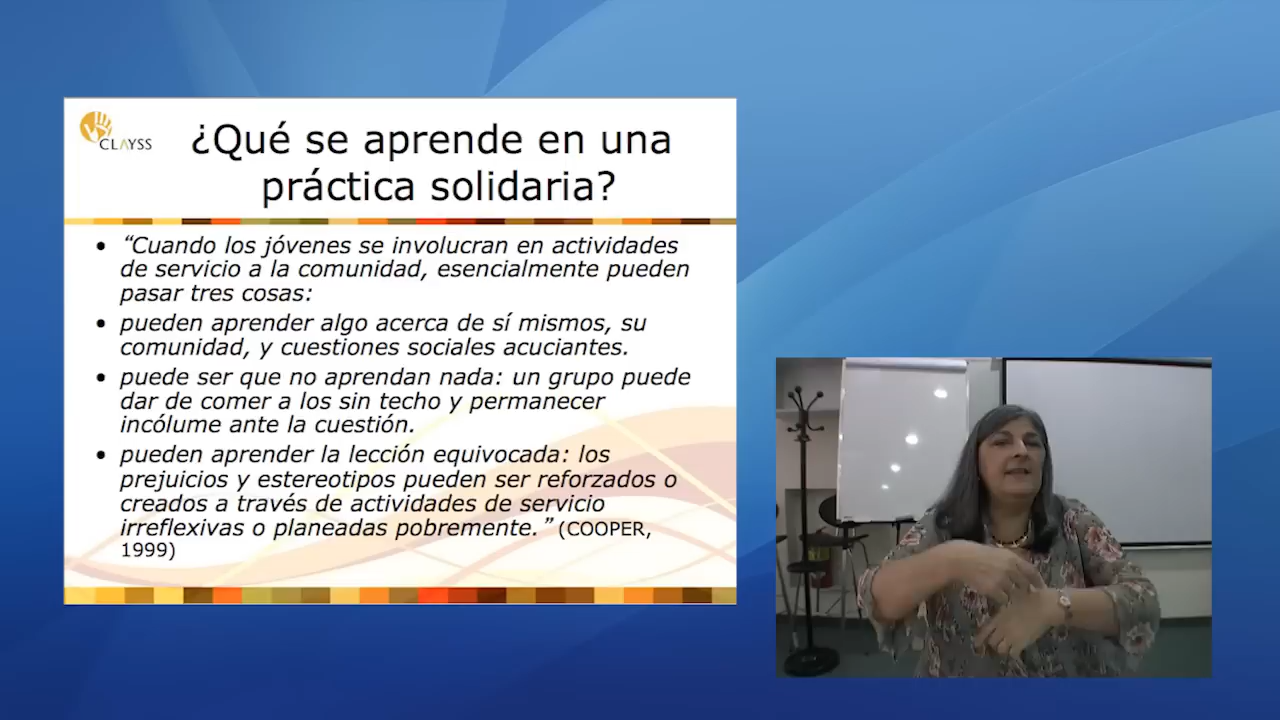 CLAYSS
¿Qué se aprende en una
práctica solidaria?
• “Cuando los jóvenes se involucran en actividades
de servicio a la comunidad, esencialmente pueden
pasar tres cosas:
• pueden aprender algo acerca de sí mismos, su
comunidad, y cuestiones sociales acuciantes.
• puede ser que no aprendan nada: un grupo puede
dar de comer a los sin techo y permanecer
incólume ante la cuestión.
• pueden aprender la lección equivocada: los
prejuicios y estereotipos pueden ser reforzados o
creados a través de actividades de servicio
irreflexivas o planeadas pobremente.” (COOPER,
1999)